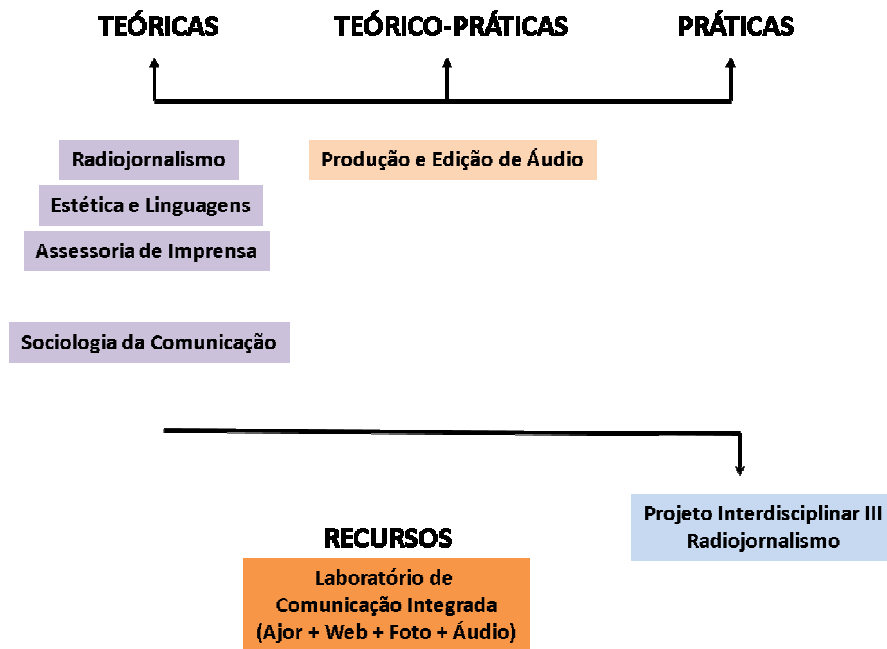 TEÓRICAS
TEÓRICO-PRÁTICAS
PRÁTICAS
Radiojornalismo
Produção e Edição de Áudio
Estética e Linguagens
Assessoria de Imprensa
Sociologia da Comunicação
Projeto Interdisciplinar III
Radiojornalismo
RECURSOS
Laboratório de
Comunicação Integrada
(Ajor + Web + Foto + Áudio)